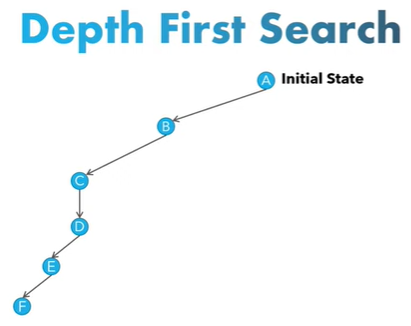 Depth First Search
A Initial State
B
C
D
E
F